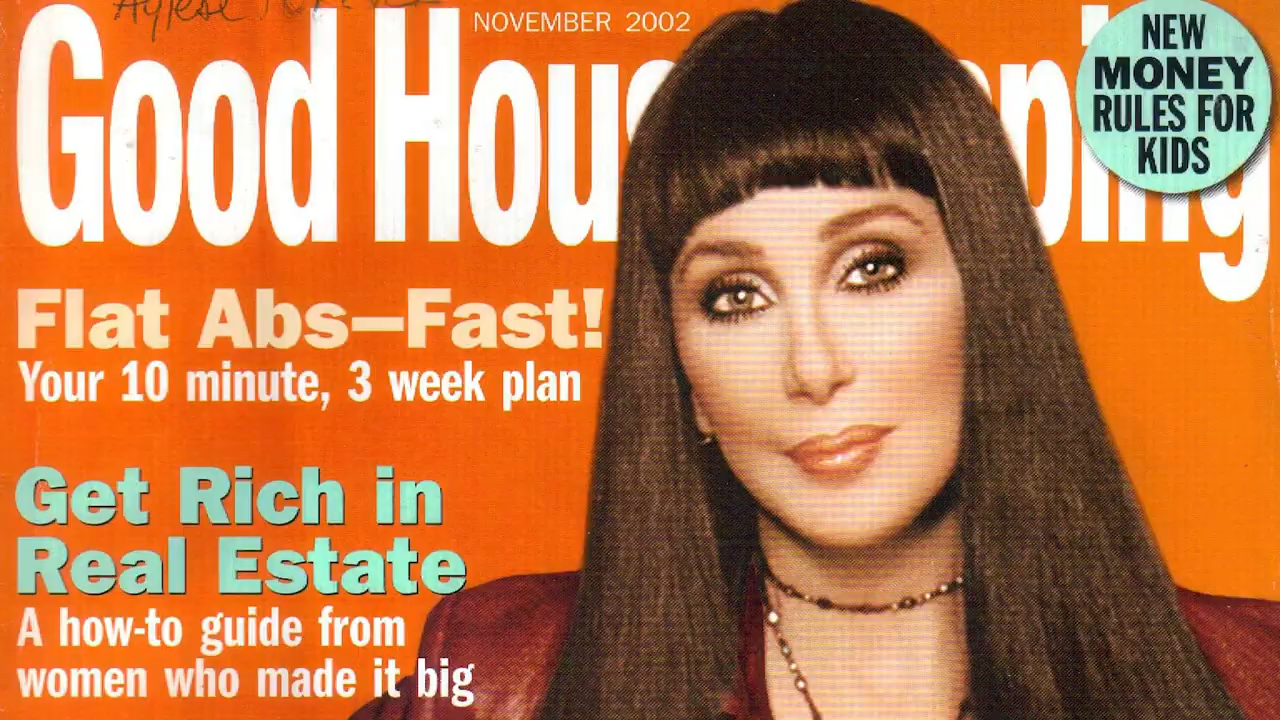 NOVEMBER 2002
Good Hou ping
NEW
MONEY
RULES FOR
KIDS
Flat Abs—Fast!
Your 10 minute, 3 week plan
Get Rich in
Real Estate
A how-to guide from
women who made it big